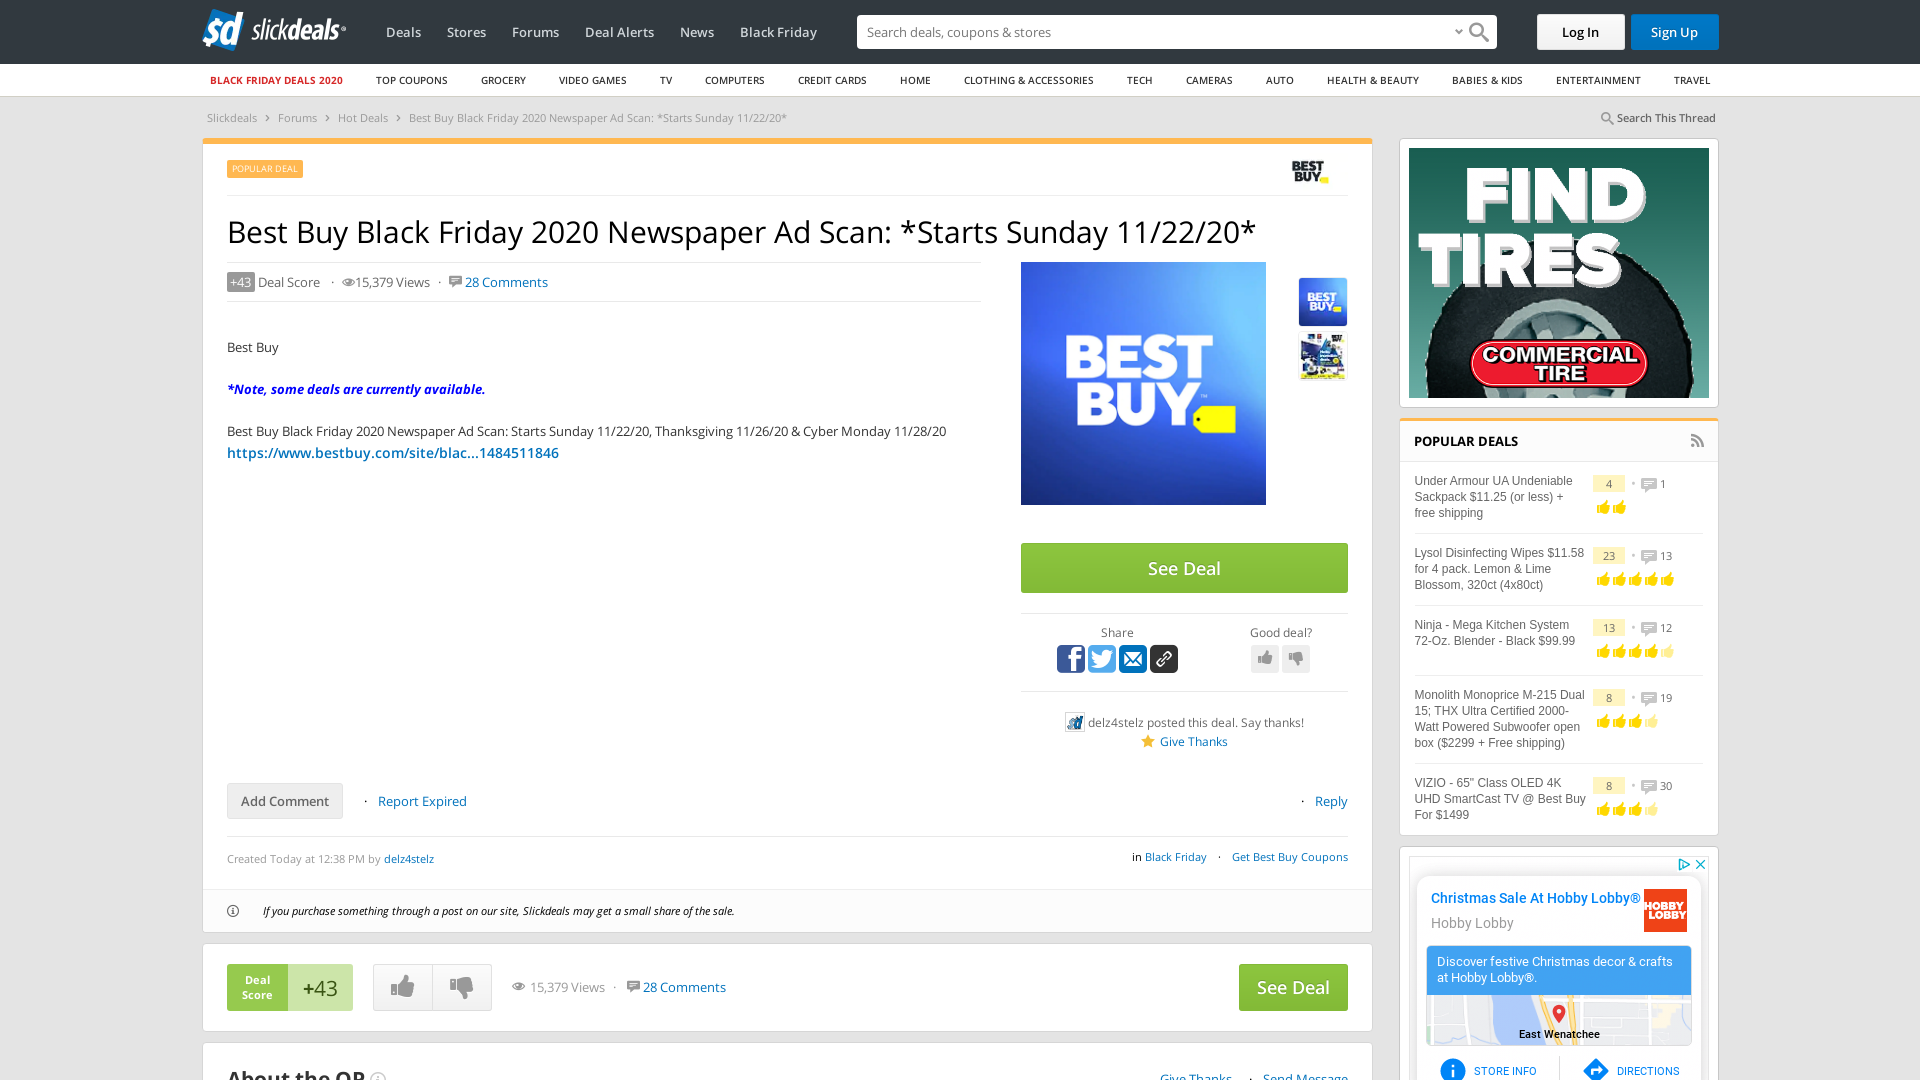 slickdeals
Deals Stores Forums Deal Alerts News Black Friday
Search deals, coupons & stores
Log In Sign Up
BLACK FRIDAY DEALS 2020 TOP COUPONS GROCERY VIDEO GAMES TV COMPUTERS CREDIT CARDS HOME CLOTHING & ACCESSORIES TECH CAMERAS AUTO HEALTH & BEAUTY BABIES & KIDS ENTERTAINMENT TRAVEL
Slickdeals › Forums › Hot Deals › Best Buy Black Friday 2020 Newspaper Ad Scan: *Starts Sunday 11/22/20*
Search This Thread
POPULAR DEAL
BEST
BUY
Best Buy Black Friday 2020 Newspaper Ad Scan: *Starts Sunday 11/22/20*
+43 Deal Score · 15,379 Views · 28 Comments
Best Buy
*Note, some deals are currently available.
Best Buy Black Friday 2020 Newspaper Ad Scan: Starts Sunday 11/22/20, Thanksgiving 11/26/20 & Cyber Monday 11/28/20
https://www.bestbuy.com/site/blac...1484511846
BEST
BUY™
BEST
BUY
See Deal
Share
Good deal?
delz4stelz posted this deal. Say thanks!
Give Thanks
Add Comment · Report Expired
· Reply
Created Today at 12:38 PM by delz4stelz
in Black Friday · Get Best Buy Coupons
If you purchase something through a post on our site, Slickdeals may get a small share of the sale.
Deal
Score
+43
15,379 Views · 28 Comments
See Deal
About the OP
Give Thanks · Send Message
FIND
TIRES
COMMERCIAL
TIRE
POPULAR DEALS
Under Armour UA Undeniable
Sackpack $11.25 (or less) +
free shipping
4 • 1
Lysol Disinfecting Wipes $11.58
for 4 pack. Lemon & Lime
Blossom, 320ct (4x80ct)
23 • 13
Ninja - Mega Kitchen System
72-Oz. Blender - Black $99.99
13 • 12
Monolith Monoprice M-215 Dual
15; THX Ultra Certified 2000-
Watt Powered Subwoofer open
box ($2299 + Free shipping)
8 • 19
VIZIO - 65" Class OLED 4K
UHD SmartCast TV @ Best Buy
For $1499
8 • 30
Christmas Sale At Hobby Lobby®
Hobby Lobby
HOBBY
LOBBY
Discover festive Christmas decor & crafts
at Hobby Lobby®.
East Wenatchee
STORE INFO
DIRECTIONS